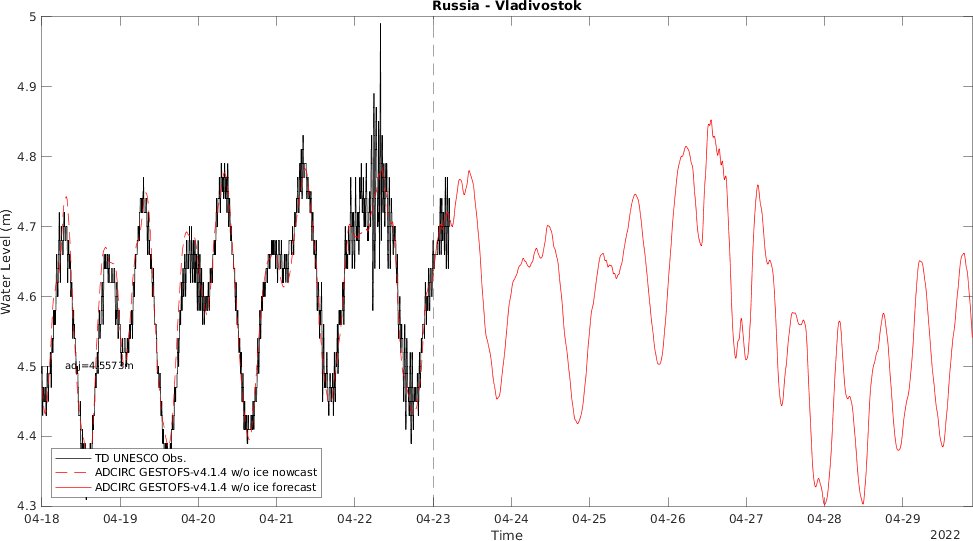 Russia - Vladivostok
Water Level (m)
5
4.9
4.8
4.7
4.6
4.5
4.4
4.3
adj=4.5573m
TD UNESCO Obs.
ADCIRC GESTOFS-v4.1.4 w/o ice nowcast
ADCIRC GESTOFS-v4.1.4 w/o ice forecast
04-18 04-19 04-20 04-21 04-22 04-23 04-24 04-25 04-26 04-27 04-28 04-29
Time
2022